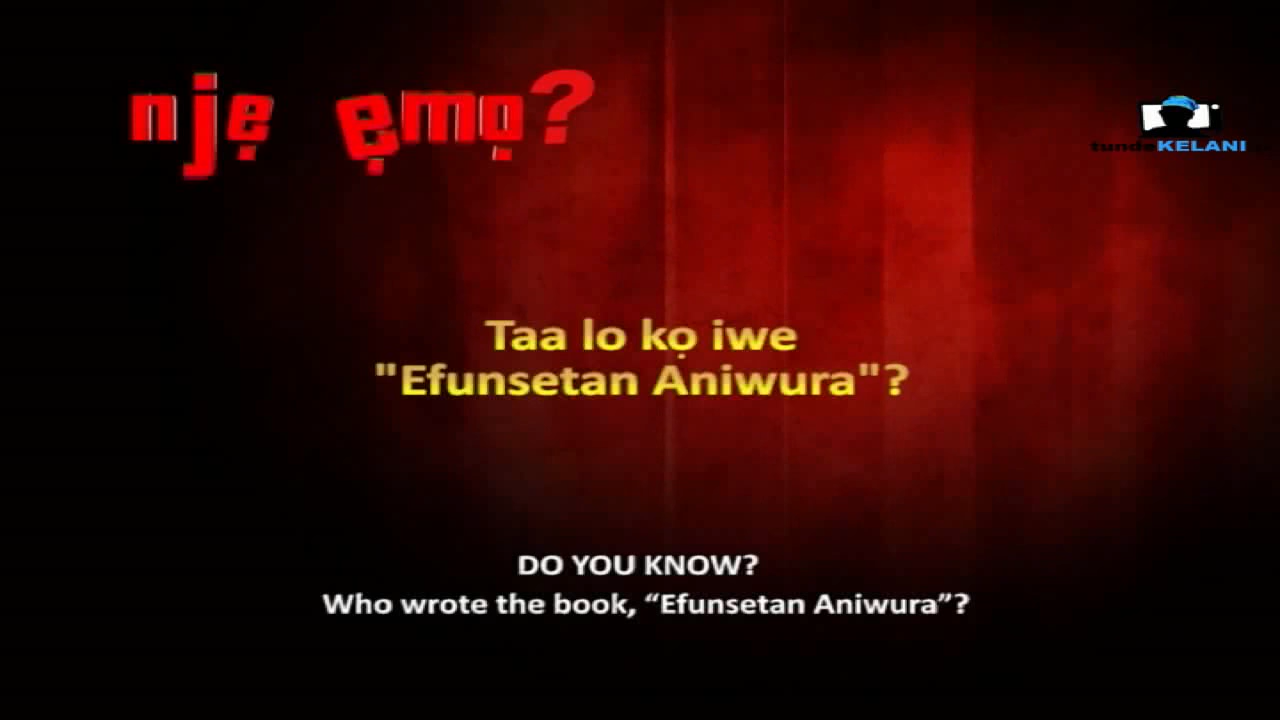 njẹ ẹmọ?
tundeKELANI
Taa lo kọ iwe
"Efunsetan Aniwura"?
DO YOU KNOW?
Who wrote the book, “Efunsetan Aniwura”?